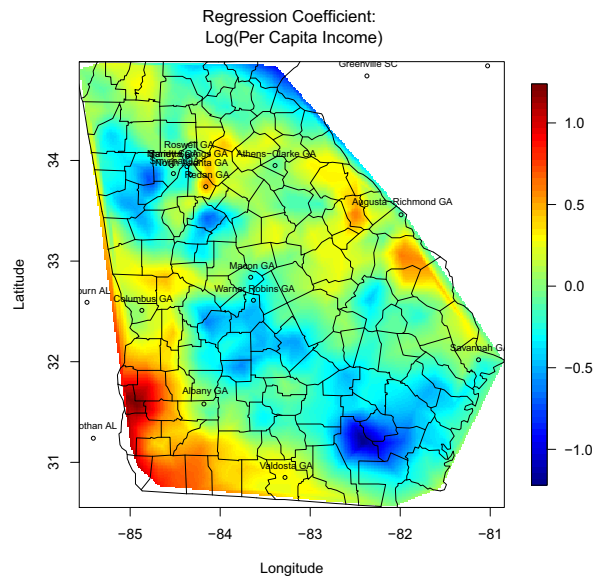 Regression Coefficient:
Log(Per Capita Income)
Greenville SC
Roswell GA
Athens−Clarke GA
Redan GA
Augusta−Richmond GA
Macon GA
Warner Robins GA
burn AL
Columbus GA
Savannah GA
Albany GA
othan AL
Valdosta GA
34
33
32
31
Latitude
−85
−84
−83
−82
−81
Longitude
1.0
0.5
0.0
−0.5
−1.0